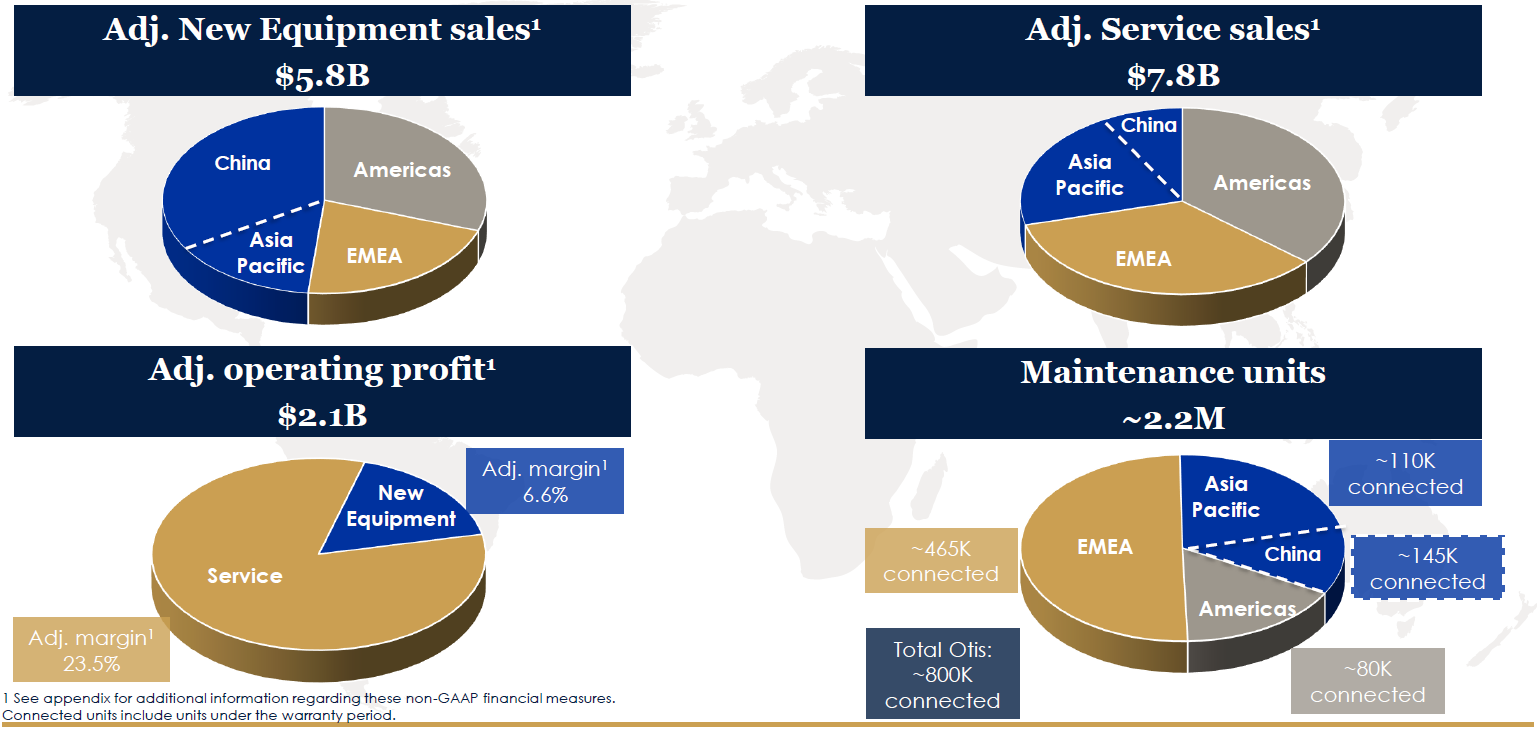 Adj. New Equipment sales¹
$5.8B
Adj. Service sales¹
$7.8B
China
Americas
Asia
Pacific
EMEA
China
Asia
Pacific
Americas
EMEA
Adj. operating profit¹
$2.1B
Maintenance units
~2.2M
Adj. margin¹
6.6%
New
Equipment
Service
Adj. margin¹
23.5%
~110K
connected
Asia
Pacific
EMEA
China
~465K
connected
~145K
connected
Americas
Total Otis:
~800K
connected
~80K
connected
1 See appendix for additional information regarding these non-GAAP financial measures.
Connected units include units under the warranty period.